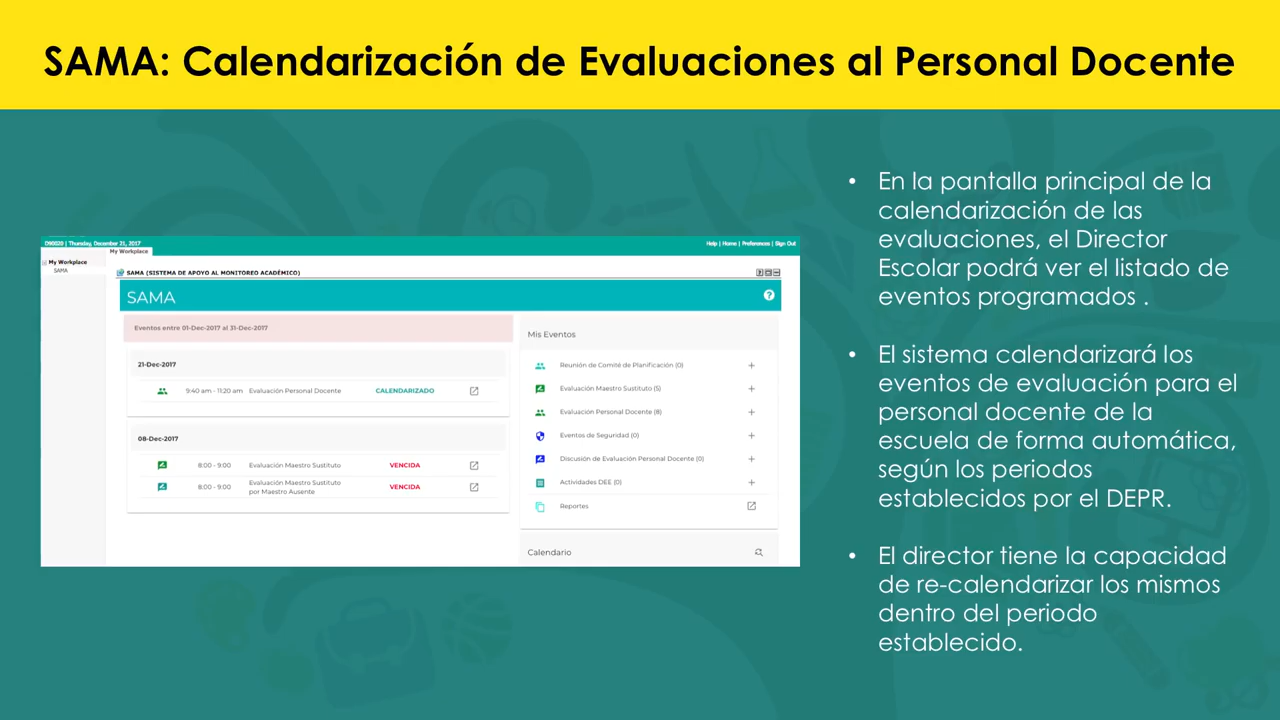 SAMA: Calendarización de Evaluaciones al Personal Docente
D90020 | Thursday, December 21, 2017
Help | Home | Preferences | Sign Out
My Workplace
My Workplace
SAMA
SAMA (SISTEMA DE APOYO AL MONITOREO ACADÉMICO)
SAMA
Eventos entre 01-Dec-2017 al 31-Dec-2017
21-Dec-2017
9:40 am - 11:20 am Evaluación Personal Docente CALENDARIZADO
08-Dec-2017
8:00 - 9:00 Evaluación Maestro Sustituto VENCIDA
8:00 - 9:00 Evaluación Maestro Sustituto VENCIDA
por Maestro Ausente
Mis Eventos
Reunión de Comité de Planificación (0) +
Evaluación Maestro Sustituto (5) +
Evaluación Personal Docente (8) +
Eventos de Seguridad (0) +
Discusión de Evaluación Personal Docente (0) +
Actividades DEE (0) +
Reportes
Calendario
• En la pantalla principal de la
calendarización de las
evaluaciones, el Director
Escolar podrá ver el listado de
eventos programados .
• El sistema calendarizará los
eventos de evaluación para el
personal docente de la
escuela de forma automática,
según los periodos
establecidos por el DEPR.
• El director tiene la capacidad
de re-calendarizar los mismos
dentro del periodo
establecido.